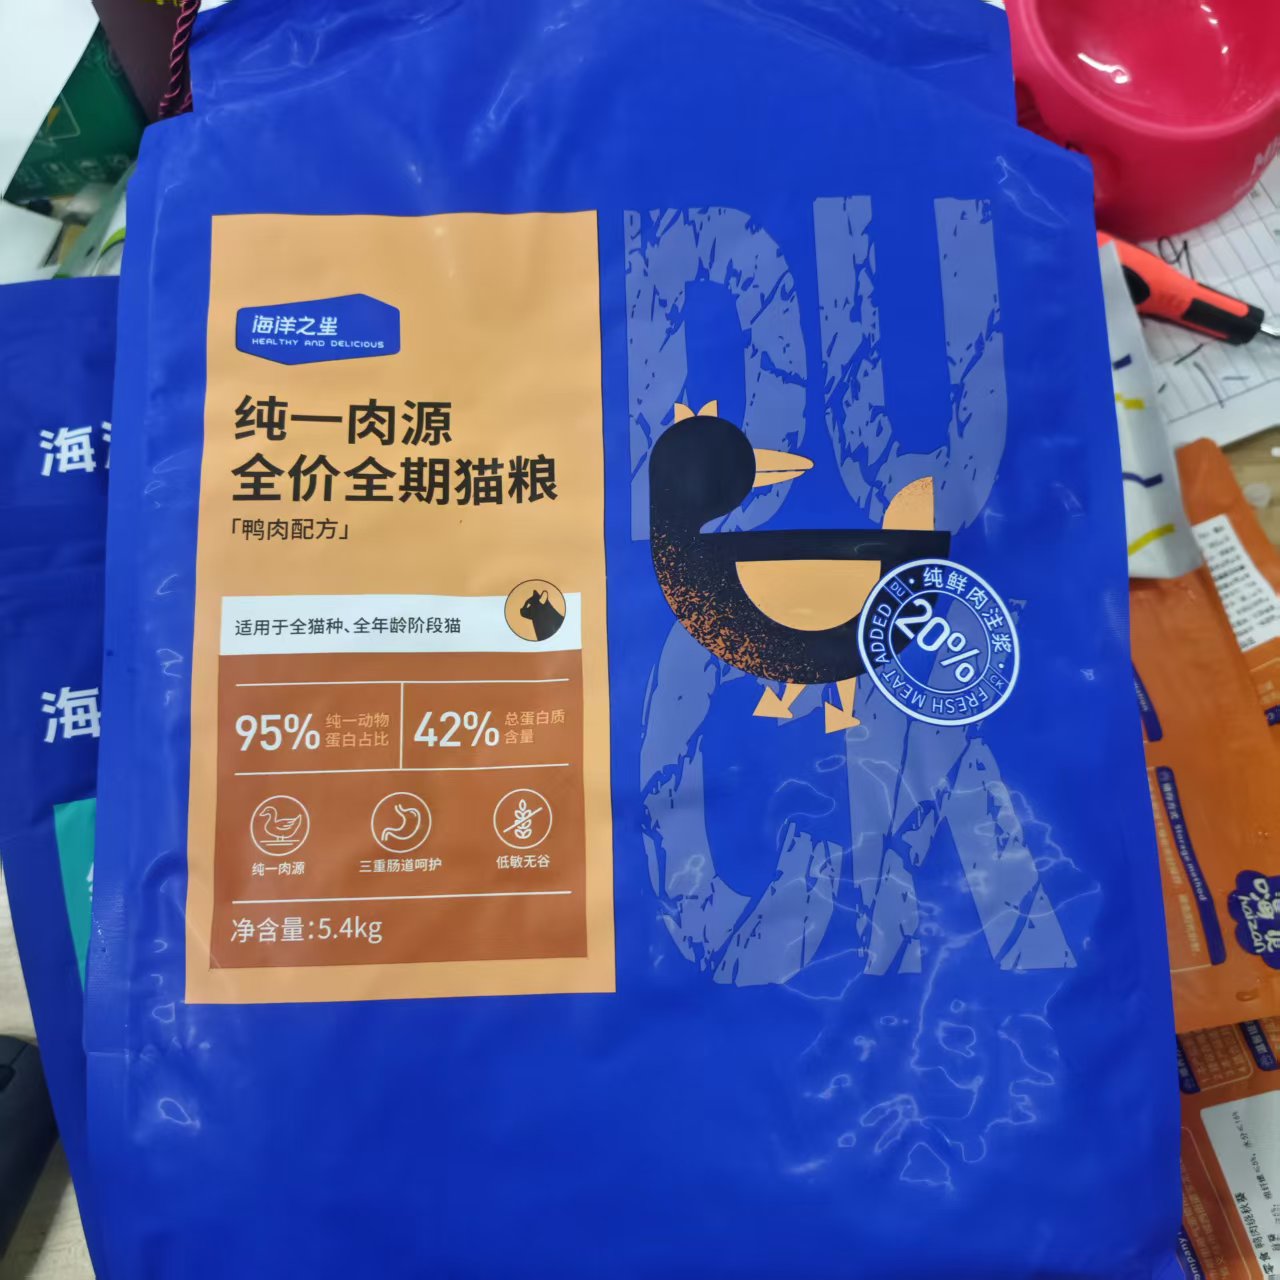 海洋之星
HEALTHY AND DELICIOUS
纯一肉源
全价全期猫粮
「鸭肉配方」
适用于全猫种、全年龄阶段猫
95% 纯一动物
蛋白占比
42% 总蛋白质
含量
纯一肉源
三重肠道呵护
低敏无谷
净含量:5.4kg
DU
CK
纯鲜肉注浆
20%
FRESH MEAT ADDED
DU
CK
海
海